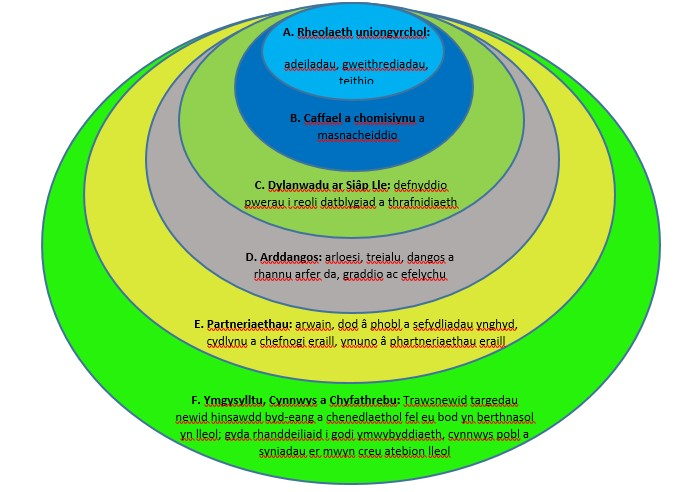 A. Rheolaeth uniongyrchol:
adeiladau, gweithrediadau,
teithio
B. Caffael a chomisiynu a
masnacheiddio
C. Dylanwadu ar Siâp Lle: defnyddio
pwerau i reoli datblygiad a thrafnidiaeth
D. Arddangos: arloesi, treialu, dangos a
rhannu arfer da, graddio ac efelychu
E. Partneriaethau: arwain, dod â phobl a sefydliadau ynghyd,
cydlynu a chefnogi eraill, ymuno â phartneriaethau eraill
F. Ymgysylltu, Cynnwys a Chyfathrebu: Trawsnewid targedau
newid hinsawdd byd-eang a chenedlaethol fel eu bod yn berthnasol
yn lleol; gyda rhanddeiliaid i godi ymwybyddiaeth, cynnwys pobl a
syniadau er mwyn creu atebion lleol